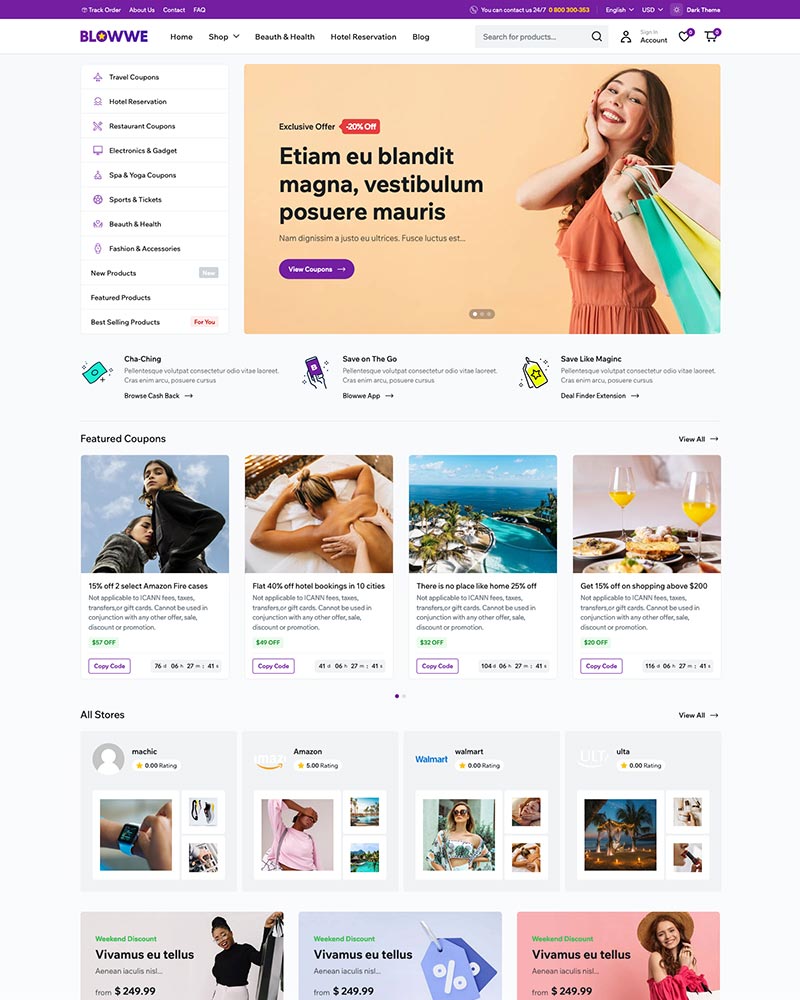 Track Order About Us Contact FAQ
You can contact us 24/7 0 800 300-353 English USD Dark Theme
BLOWWE Home Shop Beauth & Health Hotel Reservation Blog Search for products... Sign In
Account 0 0
Travel Coupons
Hotel Reservation
Restaurant Coupons
Electronics & Gadget
Spa & Yoga Coupons
Sports & Tickets
Beauth & Health
Fashion & Accessories
New Products New
Featured Products
Best Selling Products For You
Exclusive Offer -20% Off
Etiam eu blandit
magna, vestibulum
posuere mauris
Nam dignissim a justo eu ultrices. Fusce luctus est...
View Coupons
Cha-Ching
Pellentesque volutpat consectetur odio vitae laoreet.
Cras enim arcu, posuere cursus
Browse Cash Back
B
Save on The Go
Pellentesque volutpat consectetur odio vitae laoreet.
Cras enim arcu, posuere cursus
Blowwe App
Save Like Maginc
Pellentesque volutpat consectetur odio vitae laoreet.
Cras enim arcu, posuere cursus
Deal Finder Extension
Featured Coupons View All
15% off 2 select Amazon Fire cases
Not applicable to ICANN fees, taxes,
transfers,or gift cards. Cannot be used in
conjunction with any other offer, sale,
discount or promotion.
$57 OFF
Copy Code 76 d 06 h 27 m : 41 s
Flat 40% off hotel bookings in 10 cities
Not applicable to ICANN fees, taxes,
transfers,or gift cards. Cannot be used in
conjunction with any other offer, sale,
discount or promotion.
$49 OFF
Copy Code 41 d 06 h 27 m : 41 s
There is no place like home 25% off
Not applicable to ICANN fees, taxes,
transfers,or gift cards. Cannot be used in
conjunction with any other offer, sale,
discount or promotion.
$32 OFF
Copy Code 104 d 06 h 27 m : 41 s
Get 15% off on shopping above $200
Not applicable to ICANN fees, taxes,
transfers,or gift cards. Cannot be used in
conjunction with any other offer, sale,
discount or promotion.
$20 OFF
Copy Code 116 d 06 h 27 m : 41 s
All Stores View All
machic
0.00 Rating
Amazon
5.00 Rating
Walmart
walmart
0.00 Rating
ULTA
ulta
0.00 Rating
Weekend Discount
Vivamus eu tellus
Aenean iaculis nisl...
from $ 249.99
Weekend Discount
Vivamus eu tellus
Aenean iaculis nisl...
from $ 249.99
%
Weekend Discount
Vivamus eu tellus
Aenean iaculis nisl...
from $ 249.99